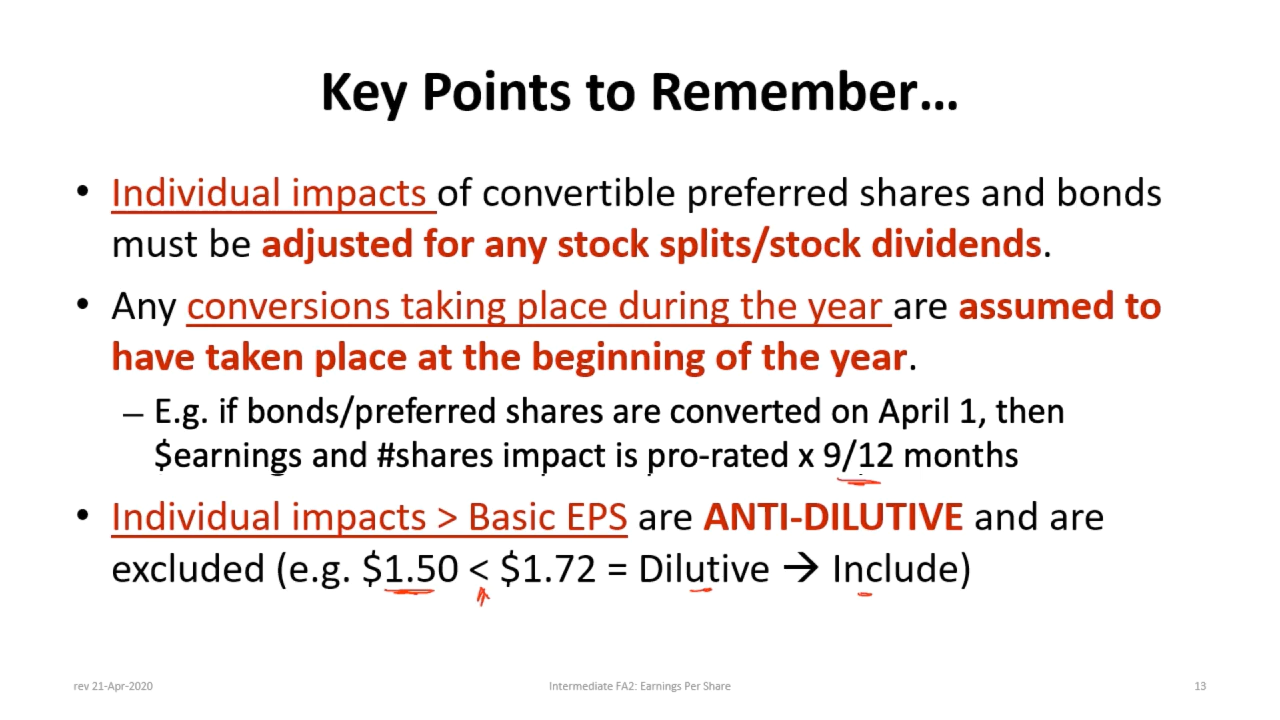 Key Points to Remember...
• Individual impacts of convertible preferred shares and bonds
must be adjusted for any stock splits/stock dividends.
• Any conversions taking place during the year are assumed to
have taken place at the beginning of the year.
– E.g. if bonds/preferred shares are converted on April 1, then
$earnings and #shares impact is pro-rated x 9/12 months
• Individual impacts > Basic EPS are ANTI-DILUTIVE and are
excluded (e.g. $1.50 < $1.72 = Dilutive → Include)
rev 21-Apr-2020
Intermediate FA2: Earnings Per Share
13